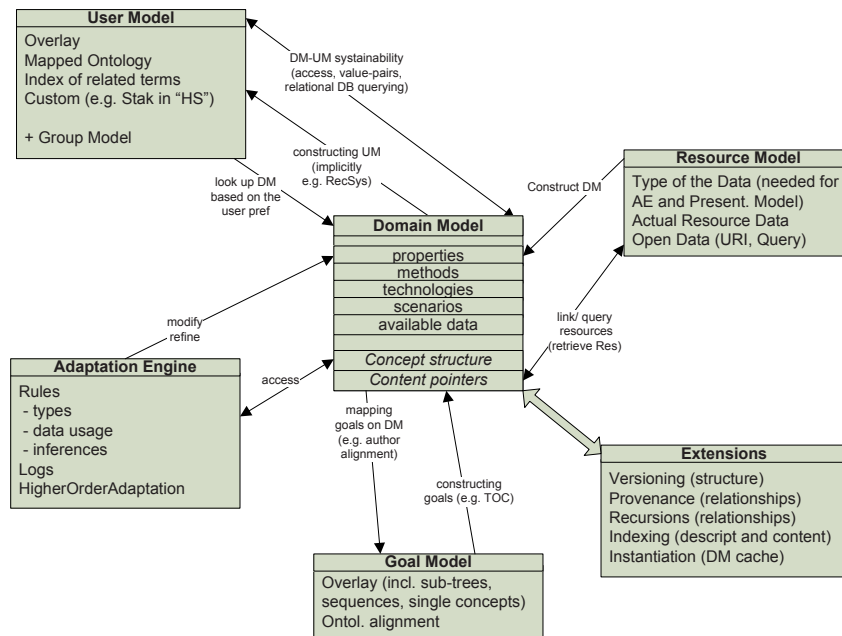 User Model
Overlay
Mapped Ontology
Index of related terms
Custom (e.g. Stak in “HS”)
+ Group Model
DM-UM systainability
(access, value-pairs,
relational DB querying)
constructing UM
(implicitly
e.g. RecSys)
look up DM
based on the
user pref
Resource Model
Type of the Data (needed for
AE and Present. Model)
Actual Resource Data
Open Data (URI, Query)
Construct DM
Domain Model
properties
methods
technologies
scenarios
available data
Concept structure
Content pointers
link/ query
resources
(retrieve Res)
modify
refine
Adaptation Engine
Rules
- types
- data usage
- inferences
Logs
HigherOrderAdaptation
access
mapping
goals on DM
(e.g. author
alignment)
constructing
goals (e.g. TOC)
Extensions
Versioning (structure)
Provenance (relationships)
Recursions (relationships)
Indexing (descript and content)
Instantiation (DM cache)
Goal Model
Overlay (incl. sub-trees,
sequences, single concepts)
Ontol. alignment